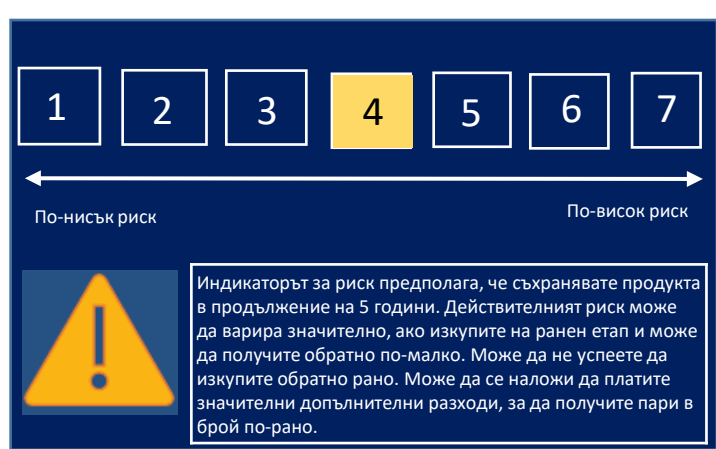 1 2 3 4 5 6 7
По-нисък риск
По-висок риск
Индикаторът за риск предполага, че съхранявате продукта
в продължение на 5 години. Действителният риск може
да варира значително, ако изкупите на ранен етап и може
да получите обратно по-малко. Може да не успеете да
изкупите обратно рано. Може да се наложи да платите
значителни допълнителни разходи, за да получите пари в
брой по-рано.